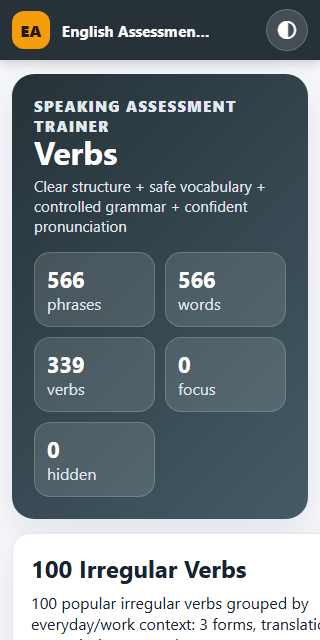 EA
English Assessmen...
SPEAKING ASSESSMENT
TRAINER
Verbs
Clear structure + safe vocabulary +
controlled grammar + confident
pronunciation
566
phrases
566
words
339
verbs
0
focus
0
hidden
100 Irregular Verbs
100 popular irregular verbs grouped by
everyday/work context: 3 forms,